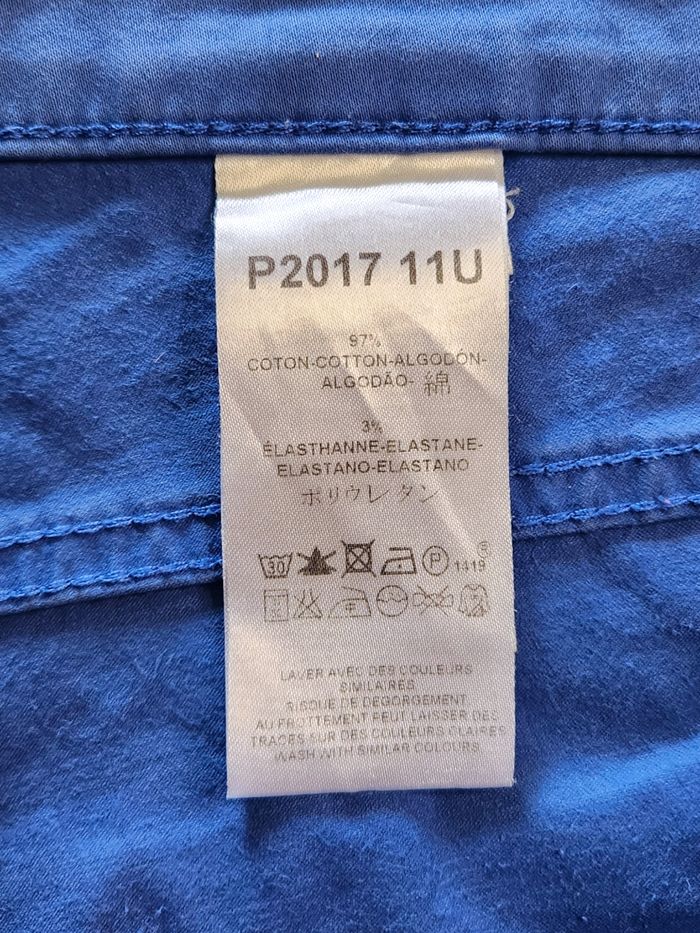 P2017 11U
97%
COTON-COTTON-ALGODÓN-
ALGODÃO- 綿
3%
ÉLASTHANNE-ELASTANE-
ELASTANO-ELASTANO
ポリウレタン
30 P 1419
LAVER AVEC DES COULEURS
SIMILAIRES
RISQUE DE DEGORGEMENT
AU FROTTEMENT PEUT LAISSER DES
TRACES SUR DES COULEURS CLAIRES
WASH WITH SIMILAR COLOURS.